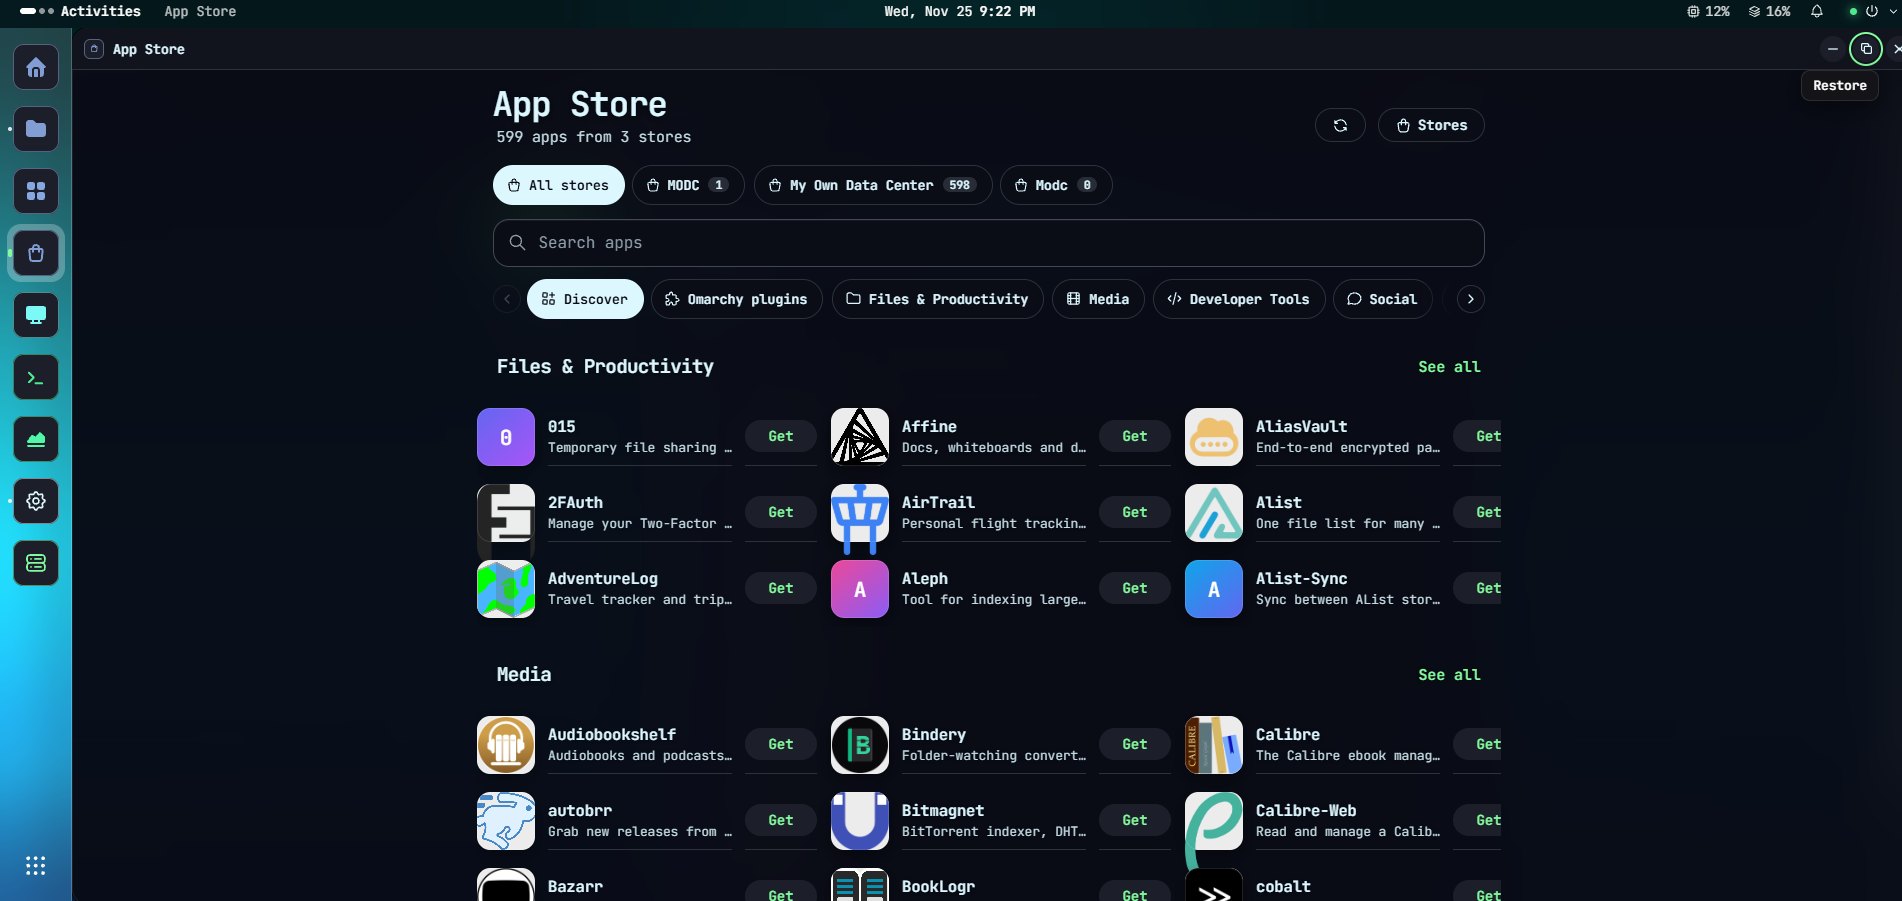 Activities App Store Wed, Nov 25 9:22 PM 12% 16%
App Store
Restore
App Store
599 apps from 3 stores
Stores
All stores MODC 1 My Own Data Center 598 Modc 0
Search apps
Discover Omarchy plugins Files & Productivity Media Developer Tools Social
Files & Productivity See all
0 015 Get Affine Get AliasVault Get
Temporary file sharing … Docs, whiteboards and d… End-to-end encrypted pa…
2FAuth Get AirTrail Get Alist Get
Manage your Two-Factor … Personal flight trackin… One file list for many …
AdventureLog Get A Aleph Get A Alist-Sync Get
Travel tracker and trip… Tool for indexing large… Sync between AList stor…
Media See all
Audiobookshelf Get B Bindery Get CALIBRE Calibre Get
Audiobooks and podcasts… Folder-watching convert… The Calibre ebook manag…
autobrr Get Bitmagnet Get Calibre-Web Get
Grab new releases from … BitTorrent indexer, DHT… Read and manage a Calib…
Bazarr Get BookLogr Get cobalt Get